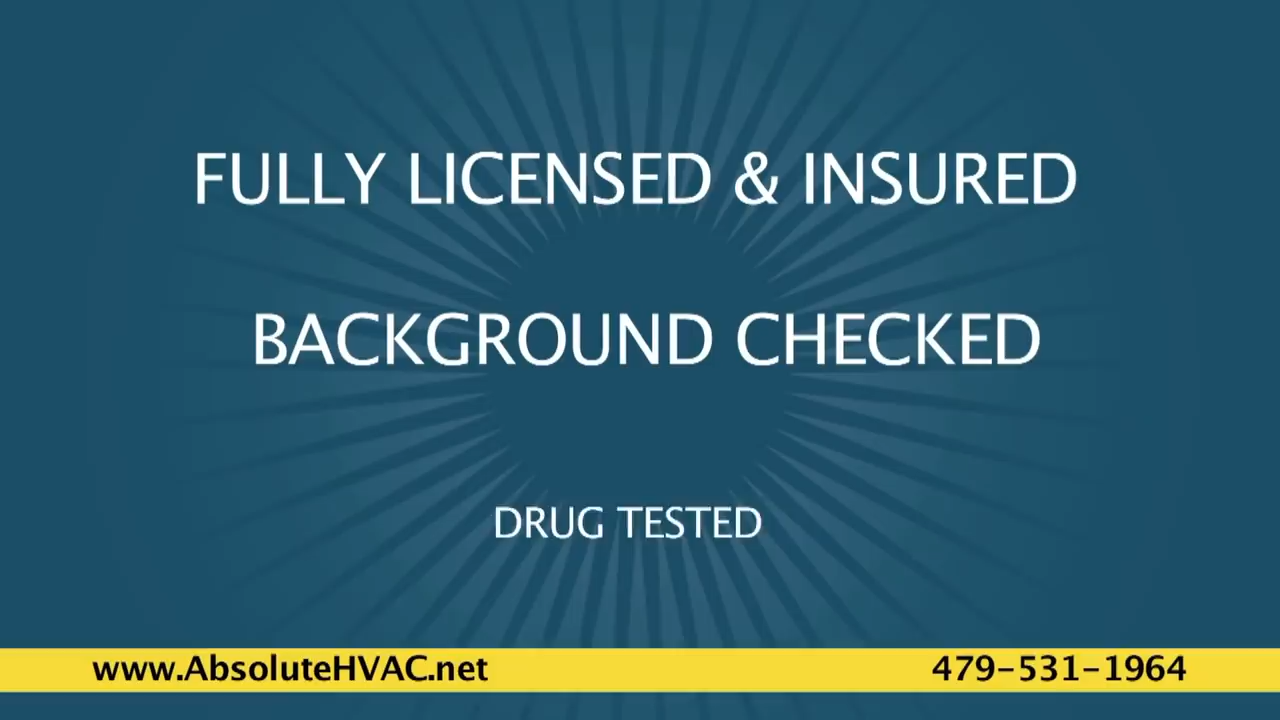 FULLY LICENSED & INSURED
BACKGROUND CHECKED
DRUG TESTED
www.AbsoluteHVAC.net 479-531-1964